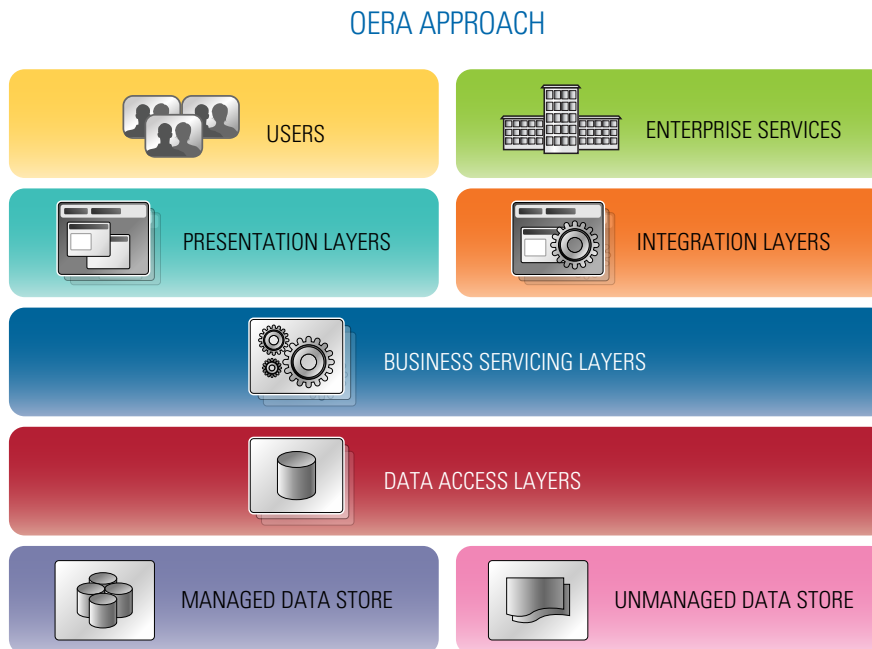 OERA APPROACH
USERS
ENTERPRISE SERVICES
PRESENTATION LAYERS
INTEGRATION LAYERS
BUSINESS SERVICING LAYERS
DATA ACCESS LAYERS
MANAGED DATA STORE
UNMANAGED DATA STORE